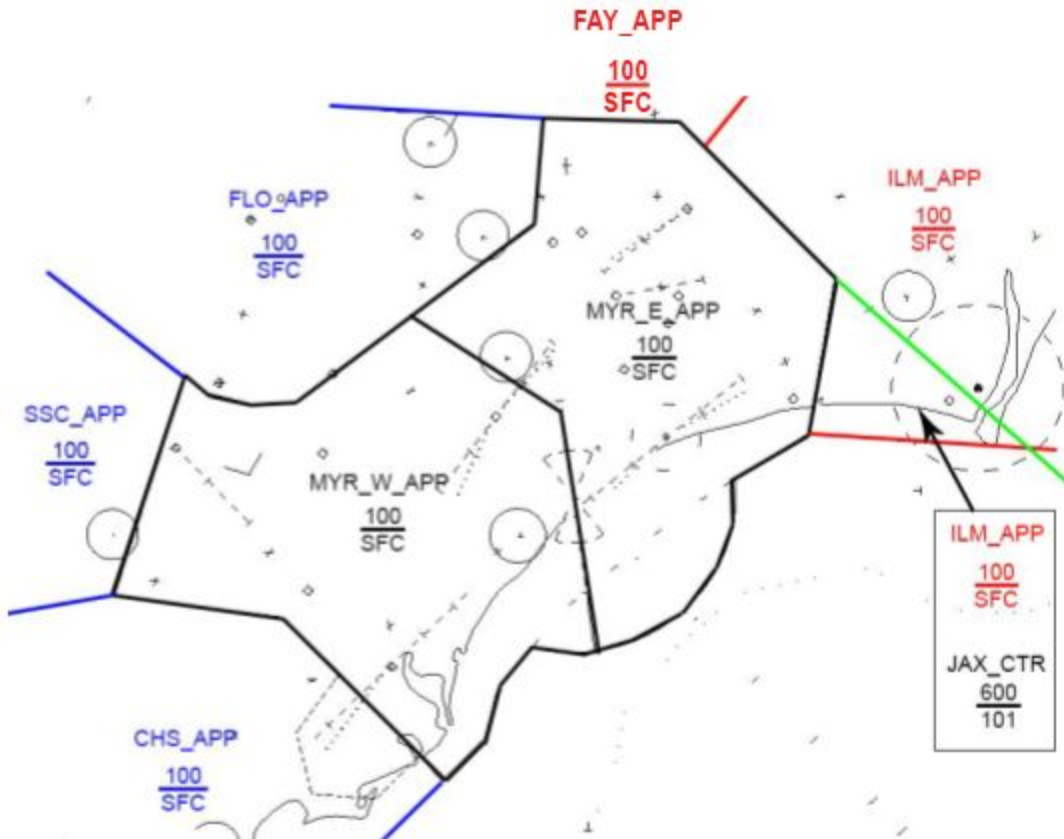 FAY_APP
100
SFC
ILM_APP
100
SFC
FLO_APP
100
SFC
MYR_E_APP
100
SFC
SSC_APP
100
SFC
MYR_W_APP
100
SFC
ILM_APP
100
SFC
JAX_CTR
600
101
CHS_APP
100
SFC